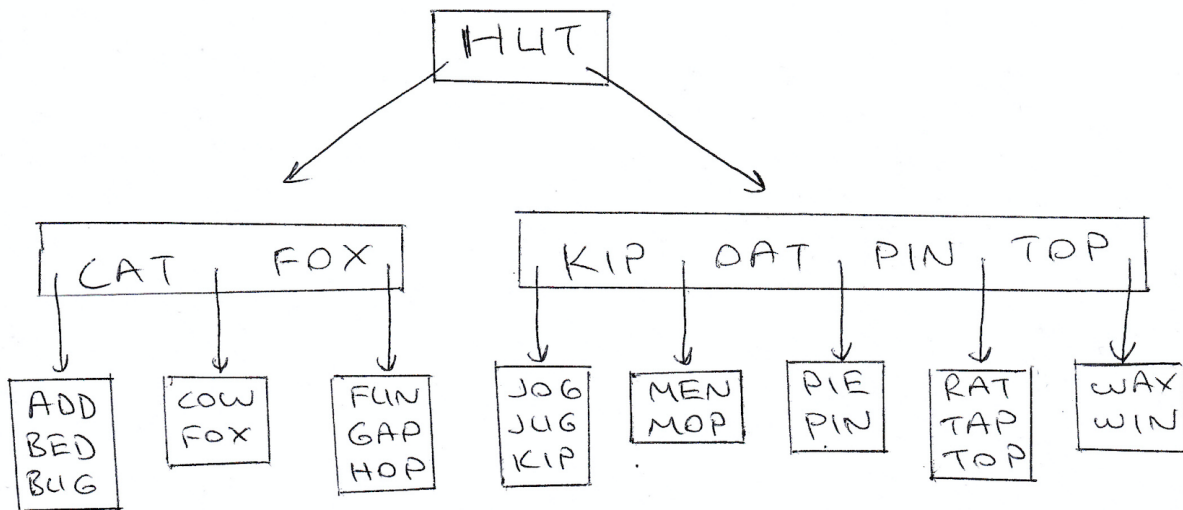 HUT
CAT FOX
KIP OAT PIN TOP
ADD
BED
BUG
COW
FOX
FUN
GAP
HOP
JOG
JUG
KIP
MEN
MOP
PIE
PIN
RAT
TAP
TOP
WAX
WIN